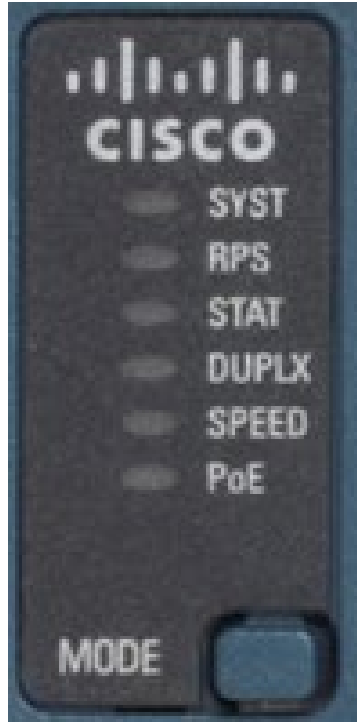 CISCO
SYST
RPS
STAT
DUPLX
SPEED
PoE
MODE